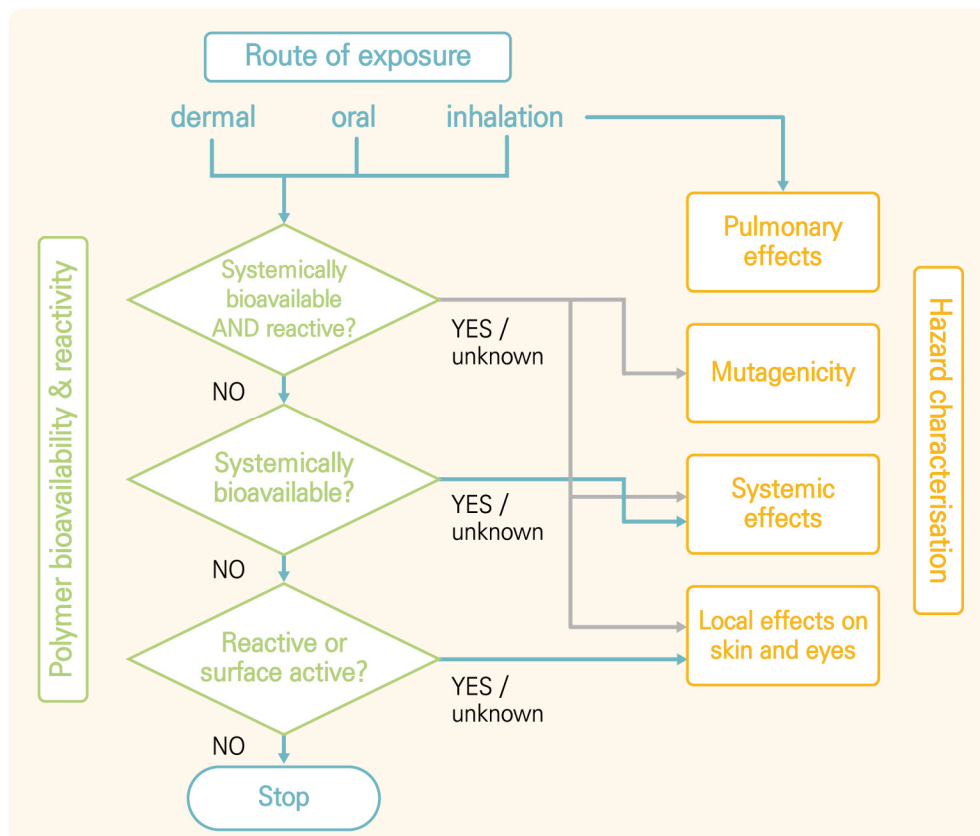 Route of exposure
dermal
oral
inhalation
Pulmonary
effects
Systemically
bioavailable
AND reactive?
YES /
unknown
Mutagenicity
NO
Systemically
bioavailable?
YES /
unknown
Systemic
effects
NO
Reactive or
surface active?
YES /
unknown
Local effects on
skin and eyes
NO
Stop
Polymer bioavailability & reactivity
Hazard characterisation